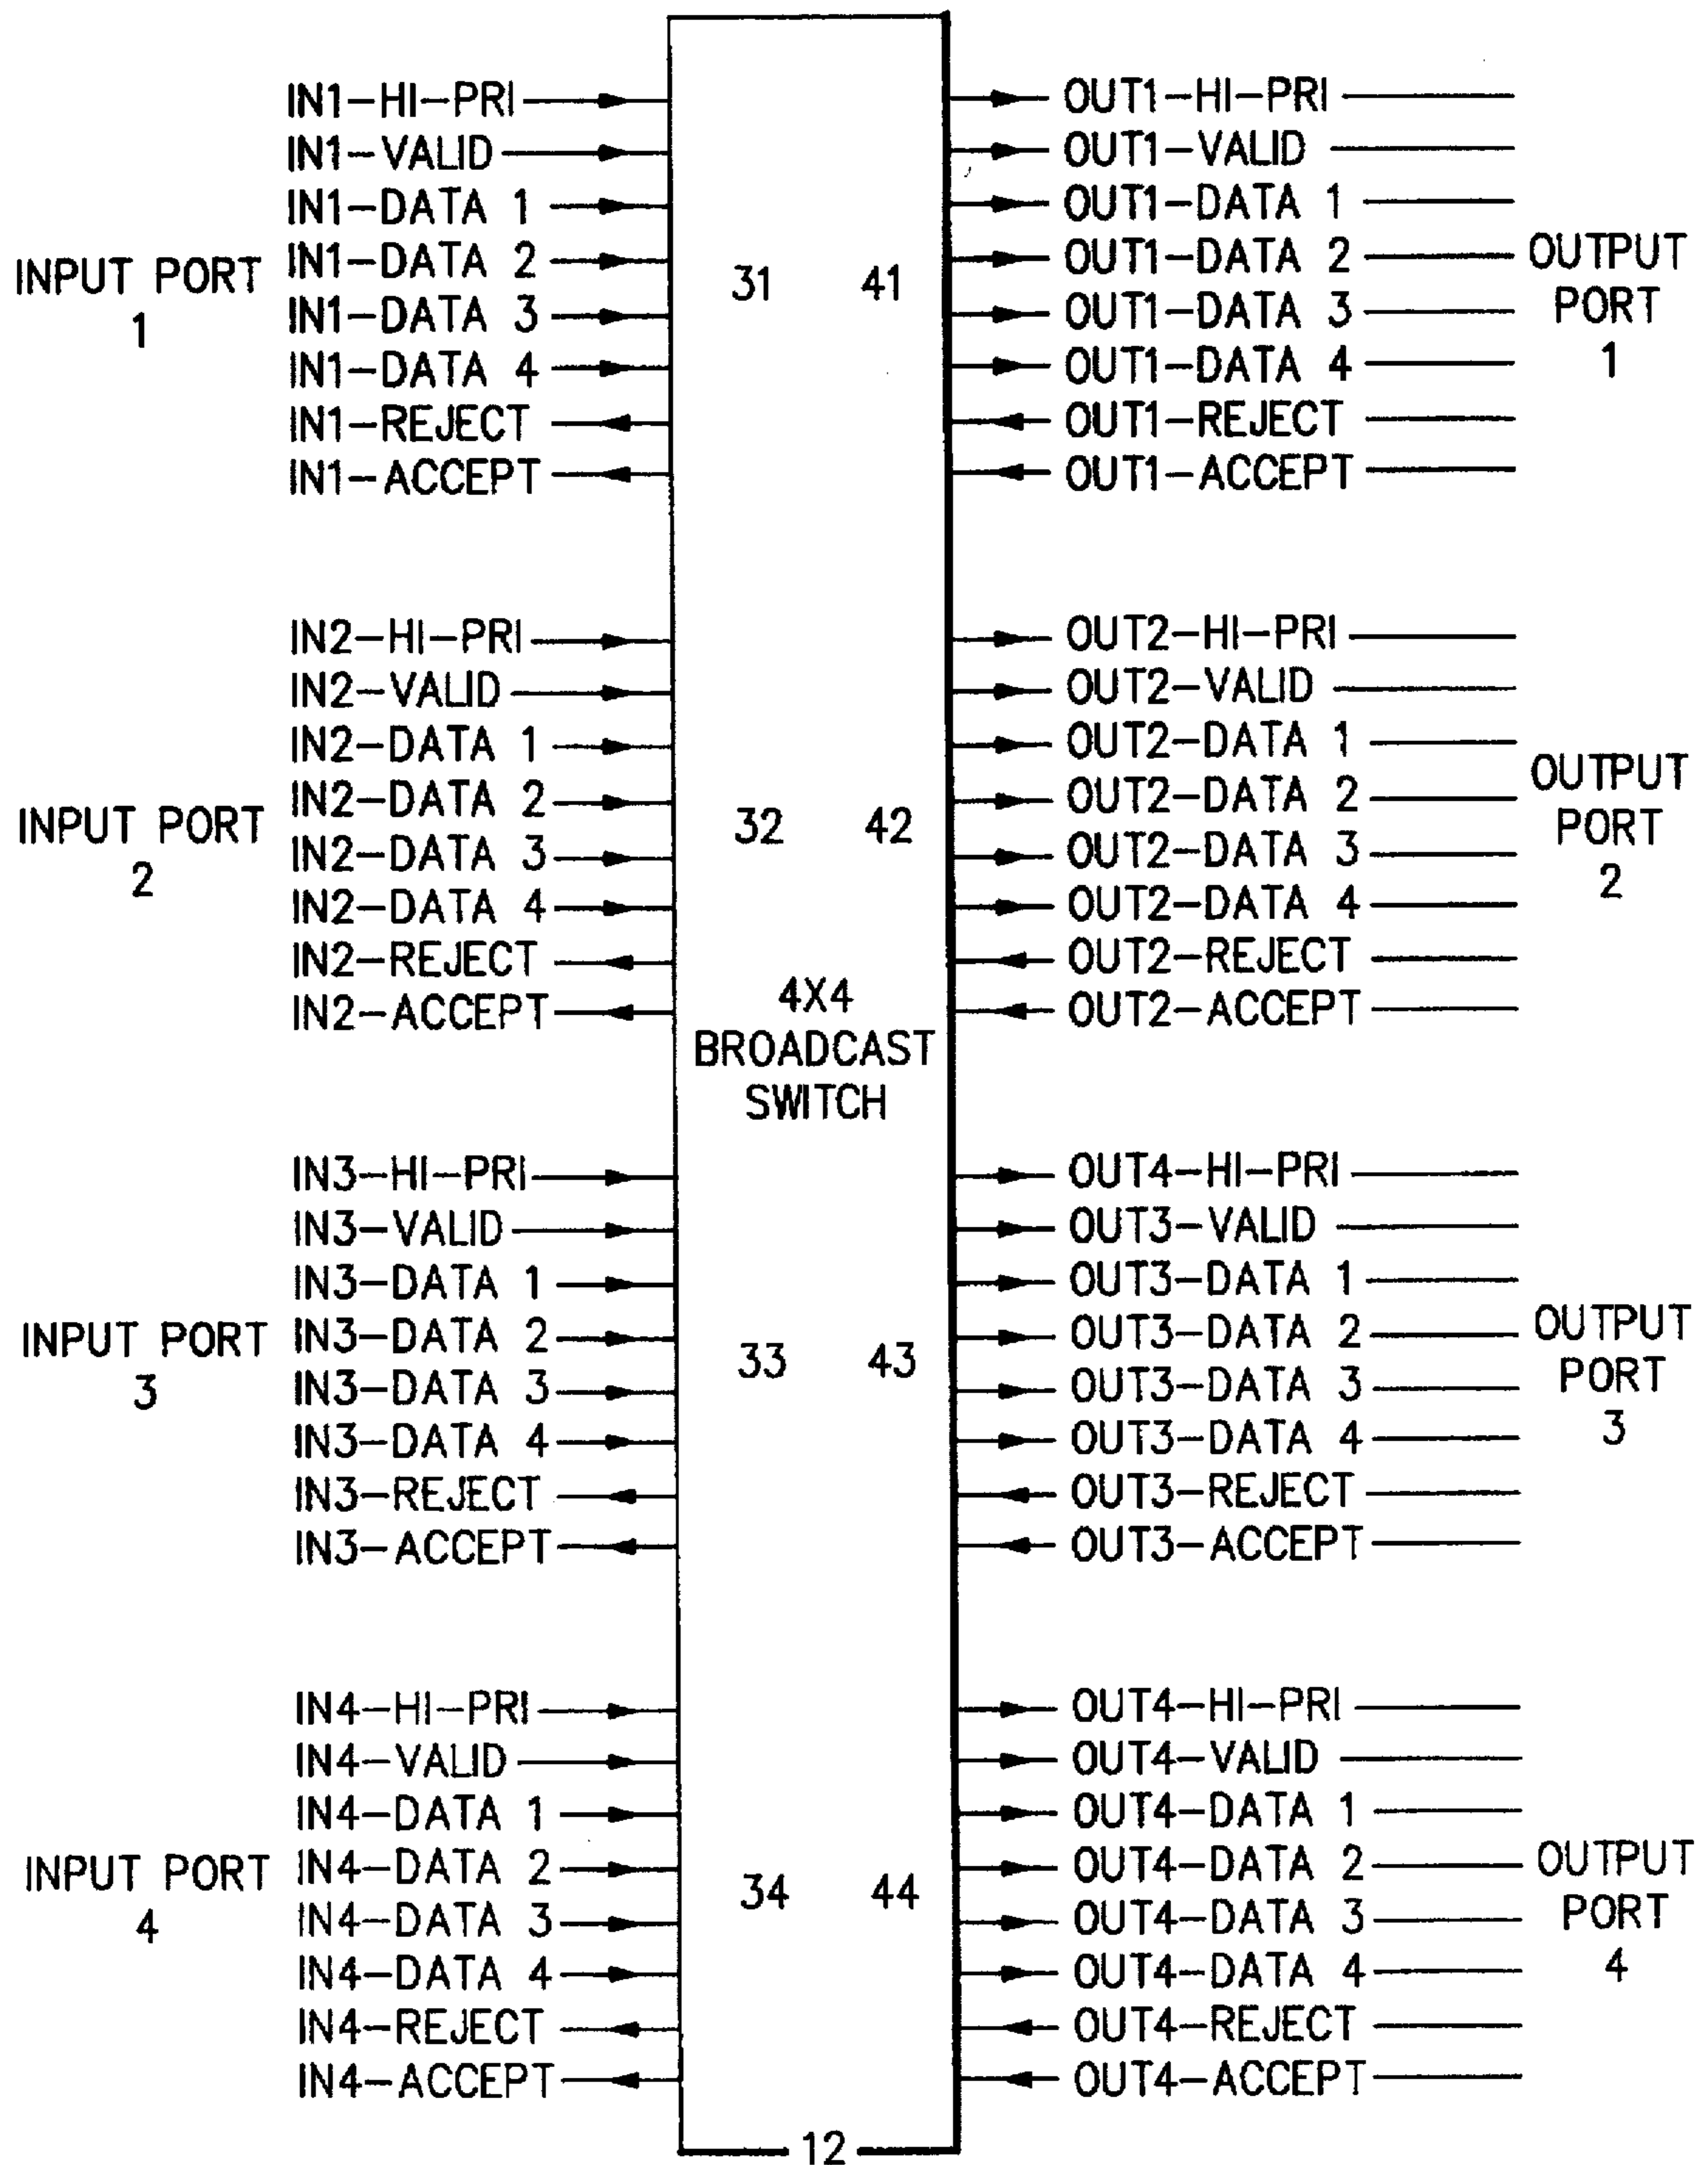 IN1-HI-PRI
IN1-VALID
IN1-DATA 1
IN1-DATA 2
IN1-DATA 3
IN1-DATA 4
IN1-REJECT
IN1-ACCEPT
INPUT PORT
1
31
41
OUT1-HI-PRI
OUT1-VALID
OUT1-DATA 1
OUT1-DATA 2
OUT1-DATA 3
OUT1-DATA 4
OUT1-REJECT
OUT1-ACCEPT
OUTPUT
PORT
1
IN2-HI-PRI
IN2-VALID
IN2-DATA 1
IN2-DATA 2
IN2-DATA 3
IN2-DATA 4
IN2-REJECT
IN2-ACCEPT
INPUT PORT
2
32
42
OUT2-HI-PRI
OUT2-VALID
OUT2-DATA 1
OUT2-DATA 2
OUT2-DATA 3
OUT2-DATA 4
OUT2-REJECT
OUT2-ACCEPT
OUTPUT
PORT
2
4X4
BROADCAST
SWITCH
IN3-HI-PRI
IN3-VALID
IN3-DATA 1
IN3-DATA 2
IN3-DATA 3
IN3-DATA 4
IN3-REJECT
IN3-ACCEPT
INPUT PORT
3
33
43
OUT4-HI-PRI
OUT3-VALID
OUT3-DATA 1
OUT3-DATA 2
OUT3-DATA 3
OUT3-DATA 4
OUT3-REJECT
OUT3-ACCEPT
OUTPUT
PORT
3
IN4-HI-PRI
IN4-VALID
IN4-DATA 1
IN4-DATA 2
IN4-DATA 3
IN4-DATA 4
IN4-REJECT
IN4-ACCEPT
INPUT PORT
4
34
44
OUT4-HI-PRI
OUT4-VALID
OUT4-DATA 1
OUT4-DATA 2
OUT4-DATA 3
OUT4-DATA 4
OUT4-REJECT
OUT4-ACCEPT
OUTPUT
PORT
4
12